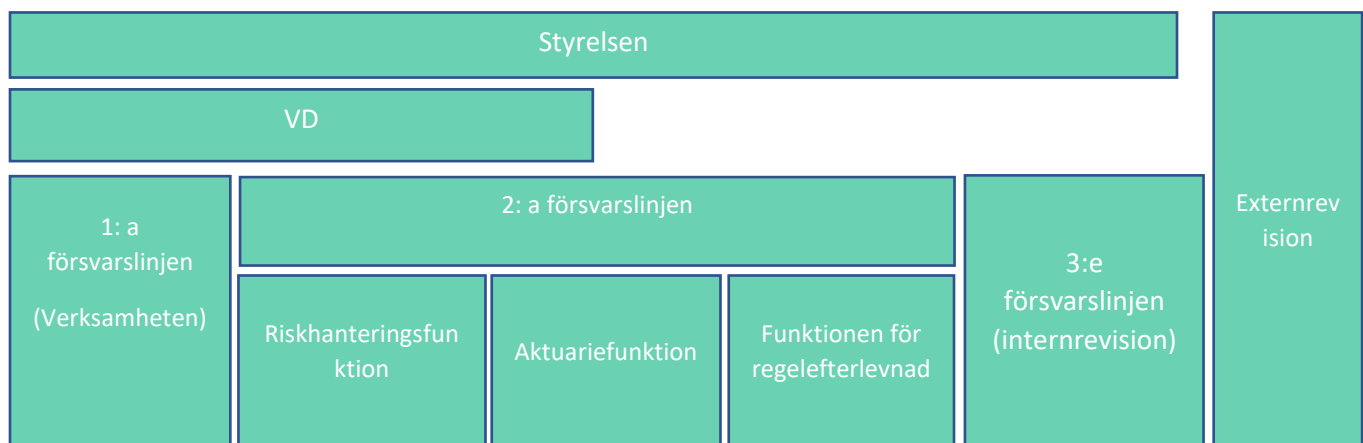 Styrelsen
VD
1: a
försvarslinjen
(Verksamheten)
2: a försvarslinjen
Riskhanteringsfun
ktion
Aktuariefunktion
Funktionen för
regelefterlevnad
3:e
försvarslinjen
(internrevision)
Externrev
ision